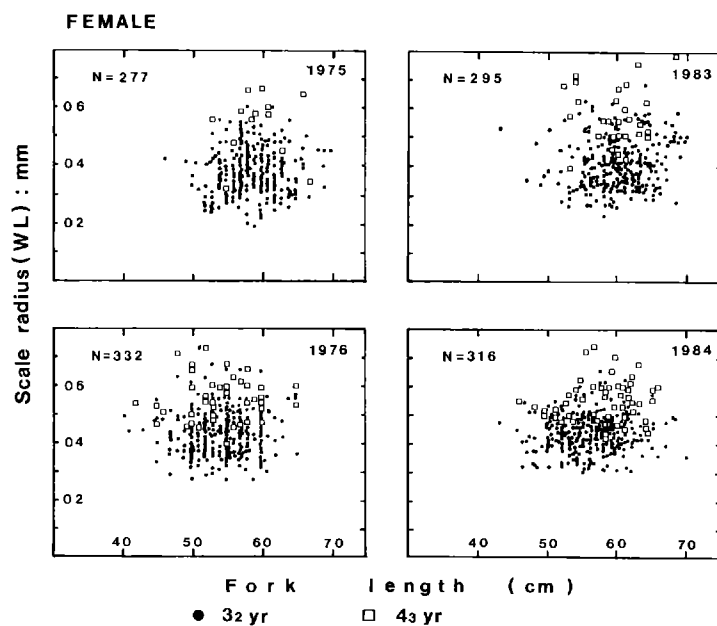 FEMALE
N=277 1975
N=295 1983
0 6
0 4
0 2
Scale radius (WL) : mm
N=332 1976
N=316 1984
0 6
0 4
0 2
40 50 60 70
40 50 60 70
Fork length (cm)
● 3₂ yr □ 4₃ yr